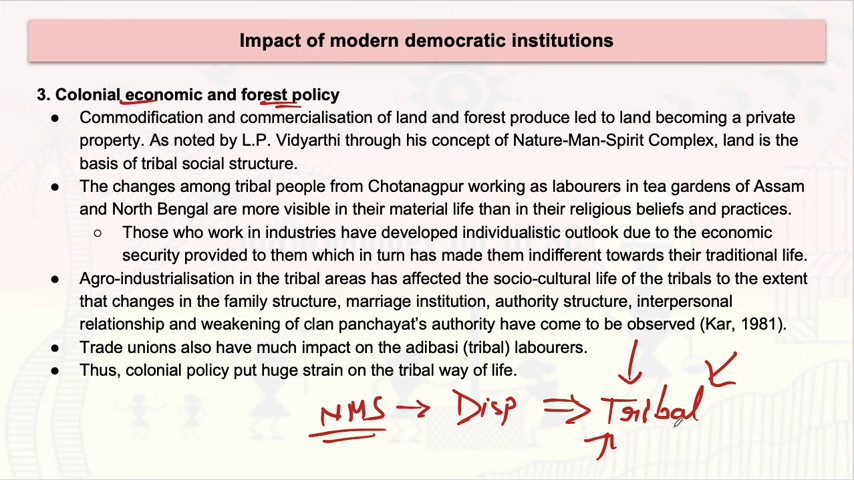 Impact of modern democratic institutions
3. Colonial economic and forest policy
● Commodification and commercialisation of land and forest produce led to land becoming a private
property. As noted by L.P. Vidyarthi through his concept of Nature-Man-Spirit Complex, land is the
basis of tribal social structure.
● The changes among tribal people from Chotanagpur working as labourers in tea gardens of Assam
and North Bengal are more visible in their material life than in their religious beliefs and practices.
○ Those who work in industries have developed individualistic outlook due to the economic
security provided to them which in turn has made them indifferent towards their traditional life.
● Agro-industrialisation in the tribal areas has affected the socio-cultural life of the tribals to the extent
that changes in the family structure, marriage institution, authority structure, interpersonal
relationship and weakening of clan panchayat's authority have come to be observed (Kar, 1981).
● Trade unions also have much impact on the adibasi (tribal) labourers.
● Thus, colonial policy put huge strain on the tribal way of life.
NMS → Disp ⇒ Tribal